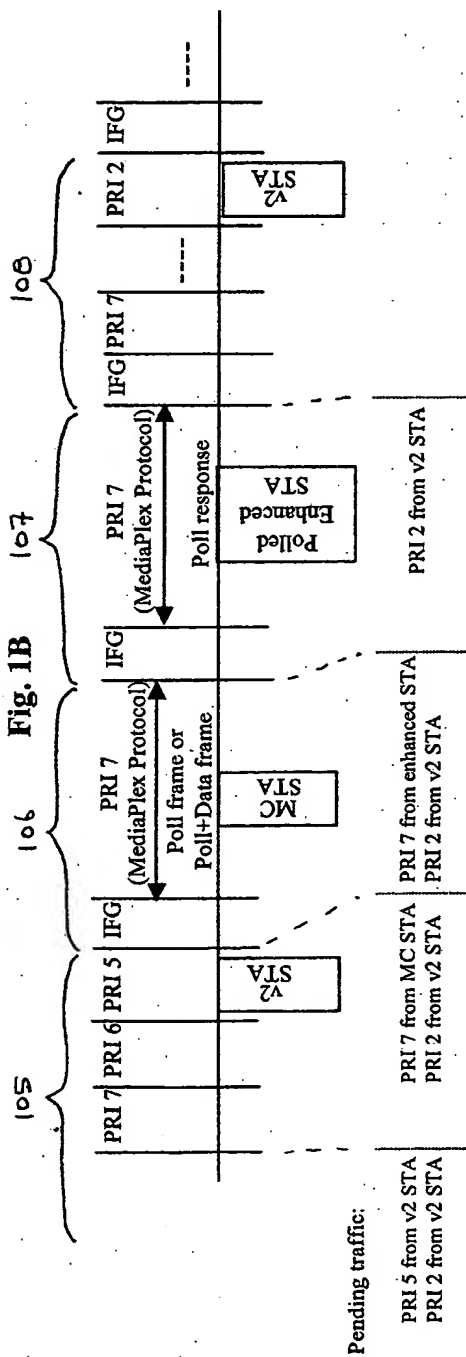 Fig. 1B
105
106
107
108
PRI 7
PRI 6
PRI 5
IFG
PRI 7
(MediaPlex Protocol)
Poll frame or
Poll+Data frame
IFG
PRI 7
(MediaPlex Protocol)
Poll response
IFG
PRI 7
PRI 2
IFG
v2
STA
MC
STA
Polled
Enhanced
STA
v2
STA
Pending traffic:
PRI 5 from v2 STA
PRI 2 from v2 STA
PRI 7 from MC STA
PRI 2 from v2 STA
PRI 7 from enhanced STA
PRI 2 from v2 STA
PRI 2 from v2 STA